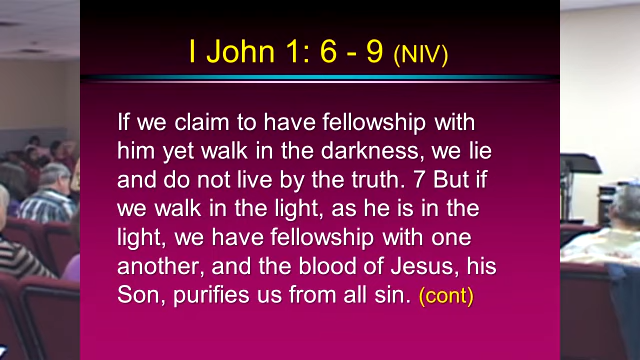 I John 1: 6 - 9 (NIV)
If we claim to have fellowship with
him yet walk in the darkness, we lie
and do not live by the truth. 7 But if
we walk in the light, as he is in the
light, we have fellowship with one
another, and the blood of Jesus, his
Son, purifies us from all sin. (cont)